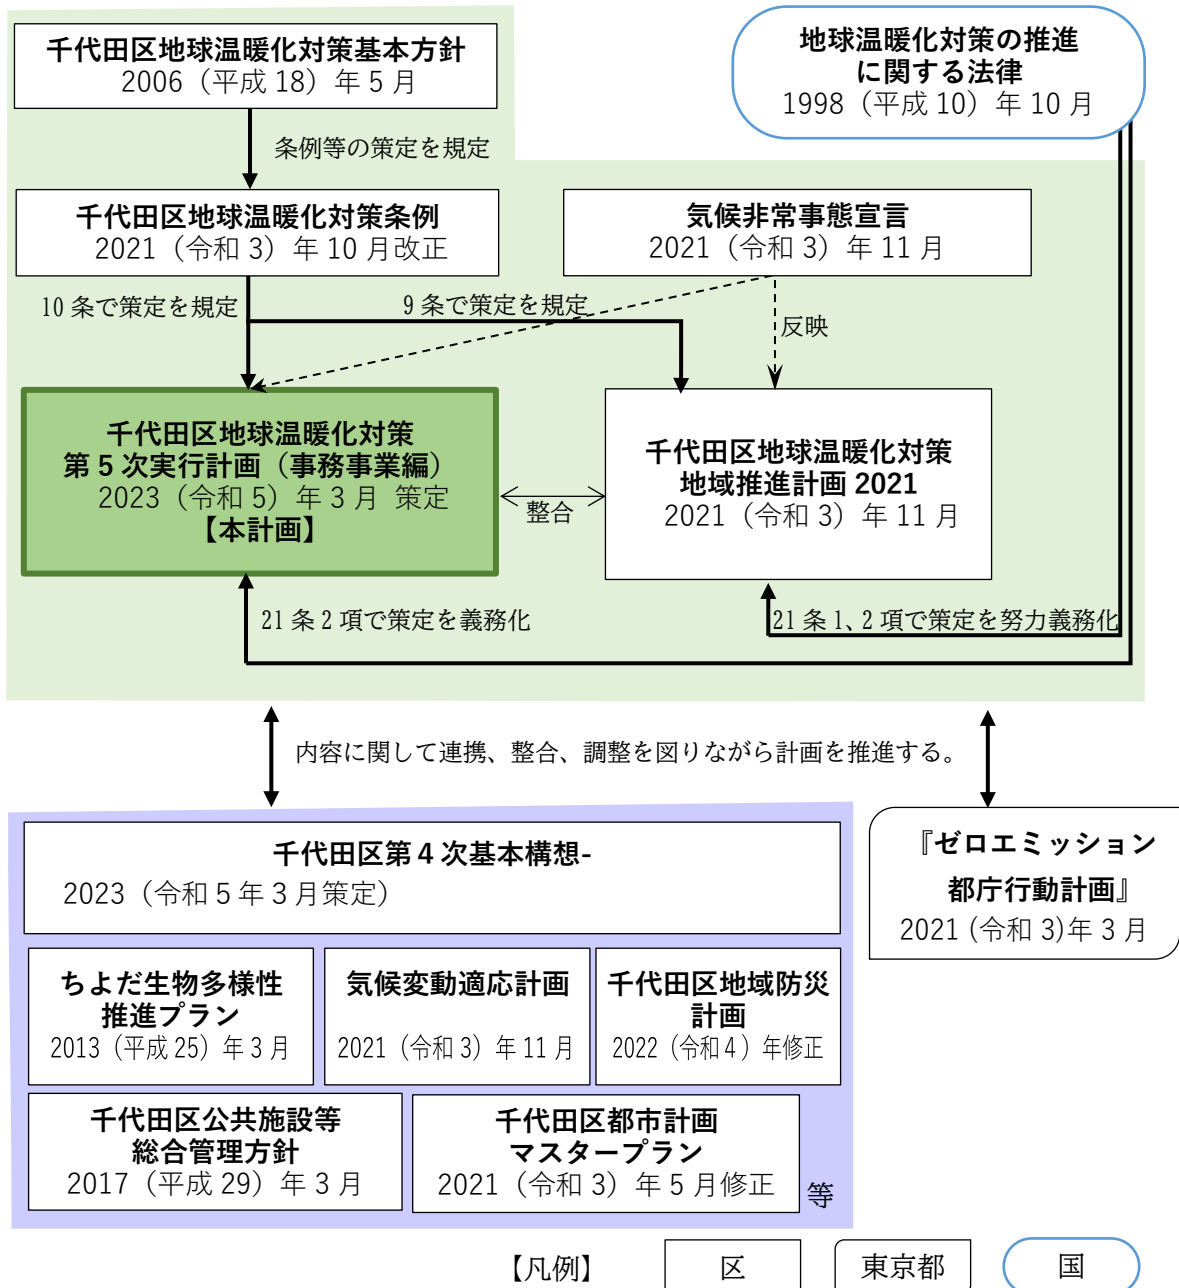 千代田区地球温暖化対策基本方針
2006（平成 18）年 5 月
地球温暖化対策の推進
に関する法律
1998（平成 10）年 10 月
条例等の策定を規定
千代田区地球温暖化対策条例
2021（令和 3）年 10 月改正
気候非常事態宣言
2021（令和 3）年 11 月
10 条で策定を規定
9 条で策定を規定
反映
千代田区地球温暖化対策
第 5 次実行計画（事務事業編）
2023（令和 5）年 3 月 策定
【本計画】
整合
千代田区地球温暖化対策
地域推進計画 2021
2021（令和 3）年 11 月
21 条 2 項で策定を義務化
21 条 1、2 項で策定を努力義務化
内容に関して連携、整合、調整を図りながら計画を推進する。
千代田区第 4 次基本構想-
2023（令和 5 年 3 月策定）
『ゼロエミッション
都庁行動計画』
2021 (令和 3)年 3 月
ちよだ生物多様性
推進プラン
2013（平成 25）年 3 月
気候変動適応計画
2021（令和 3）年 11 月
千代田区地域防災
計画
2022（令和４）年修正
千代田区公共施設等
総合管理方針
2017（平成 29）年 3 月
千代田区都市計画
マスタープラン
2021（令和 3）年 5 月修正
等
【凡例】
区
東京都
国